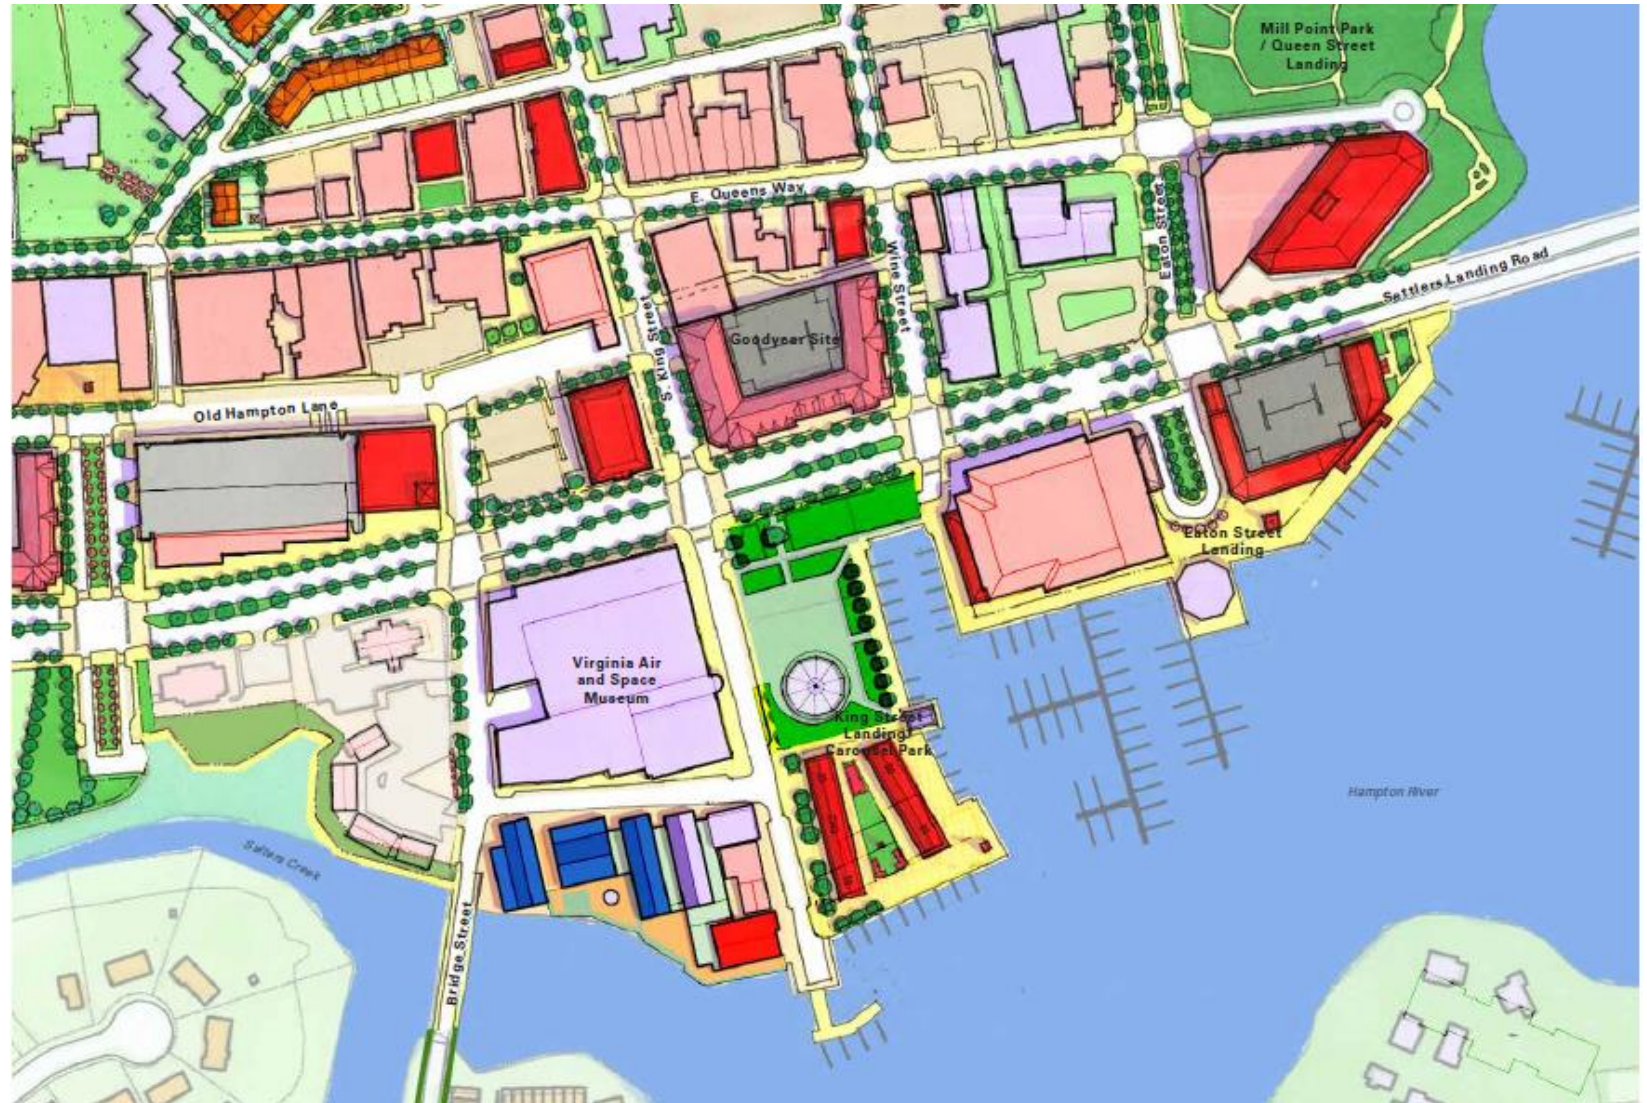 Mill Point Park
/ Queen Street
Landing
E. Queens Way
Eaton Street
Wine Street
Settlers Landing Road
S. King Street
Goodyear Site
Old Hampton Lane
Eaton Street
Landing
Virginia Air
and Space
Museum
King Street
Landing/
Carousel Park
Hampton River
Salters Creek
Bridge Street